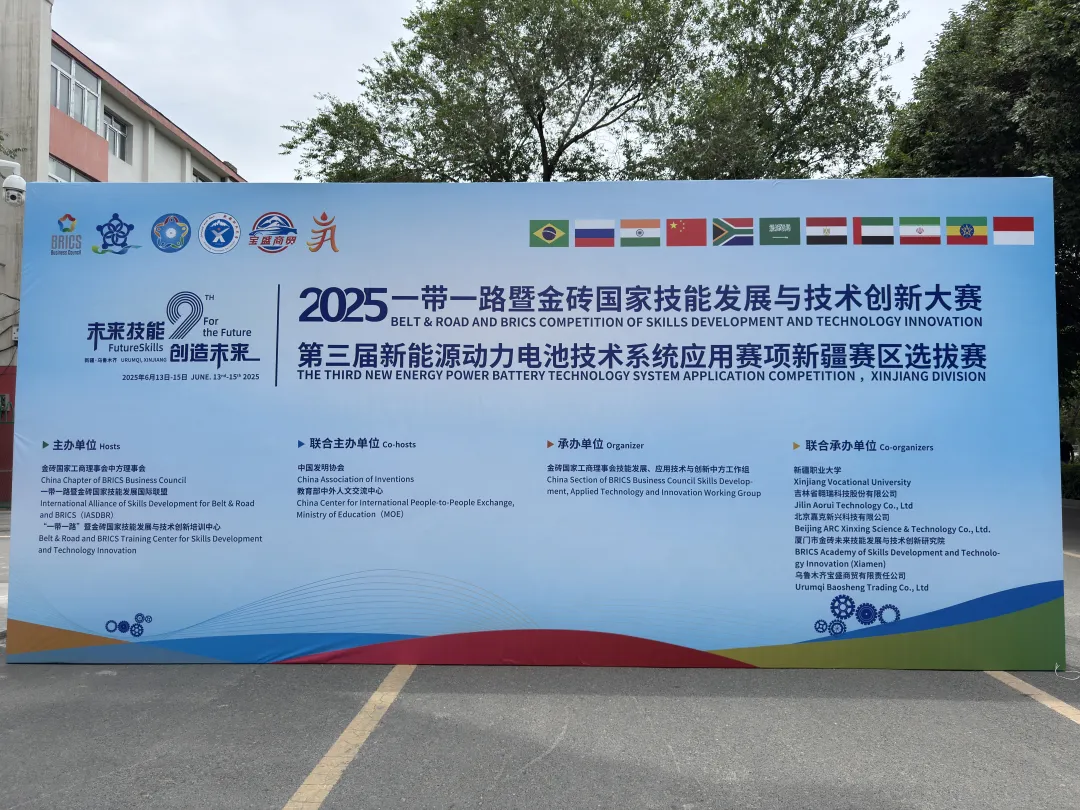 BRICS
Business Council
宝盛商贸
未来技能
FutureSkills
新疆·乌鲁木齐 URUMQI, XINJIANG
9TH
For
the Future
创造未来
2025年6月13日-15日 JUNE. 13rd-15th 2025
2025一带一路暨金砖国家技能发展与技术创新大赛
BELT & ROAD AND BRICS COMPETITION OF SKILLS DEVELOPMENT AND TECHNOLOGY INNOVATION
第三届新能源动力电池技术系统应用赛项新疆赛区选拔赛
THE THIRD NEW ENERGY POWER BATTERY TECHNOLOGY SYSTEM APPLICATION COMPETITION , XINJIANG DIVISION
主办单位 Hosts
金砖国家工商理事会中方理事会
China Chapter of BRICS Business Council
一带一路暨金砖国家技能发展国际联盟
International Alliance of Skills Development for Belt & Road
and BRICS（IASDBR）
“一带一路”暨金砖国家技能发展与技术创新培训中心
Belt & Road and BRICS Training Center for Skills Development
and Technology Innovation
联合主办单位 Co-hosts
中国发明协会
China Association of Inventions
教育部中外人文交流中心
China Center for International People-to-People Exchange,
Ministry of Education（MOE）
承办单位 Organizer
金砖国家工商理事会技能发展、应用技术与创新中方工作组
China Section of BRICS Business Council Skills Develop-
ment, Applied Technology and Innovation Working Group
联合承办单位 Co-organizers
新疆职业大学
Xinjiang Vocational University
吉林省翱瑞科技股份有限公司
Jilin Aorui Technology Co., Ltd
北京嘉克新兴科技有限公司
Beijing ARC Xinxing Science & Technology Co., Ltd.
厦门市金砖未来技能发展与技术创新研究院
BRICS Academy of Skills Development and Technolo-
gy Innovation (Xiamen)
乌鲁木齐宝盛商贸有限责任公司
Urumqi Baosheng Trading Co., Ltd